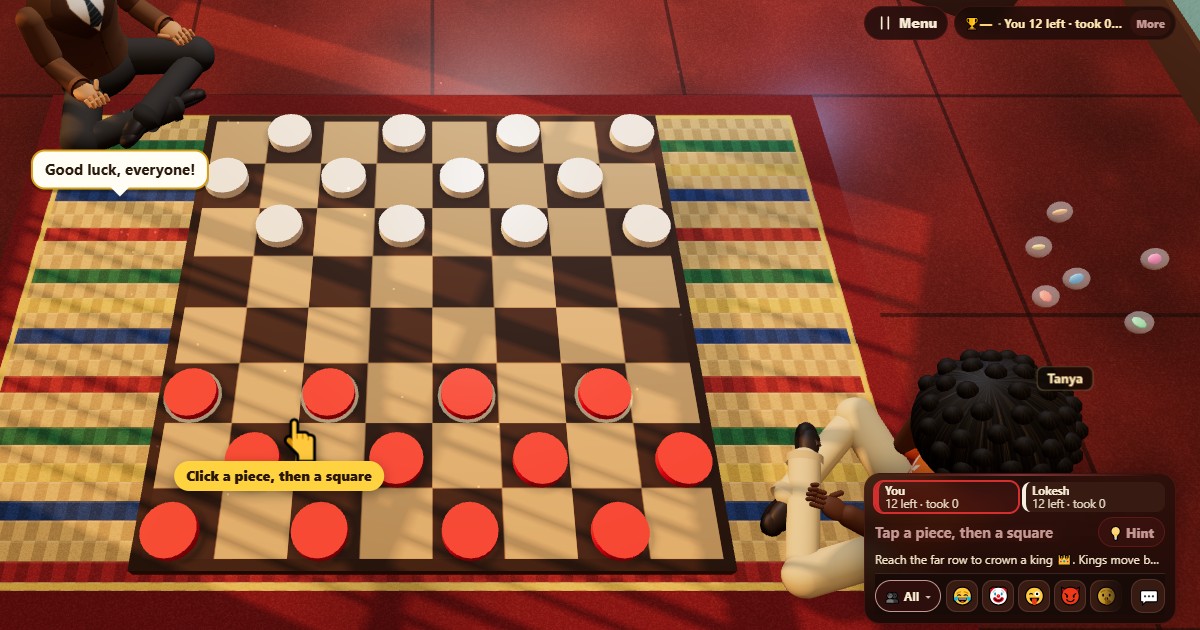 Menu
— · You 12 left · took 0...
More
Good luck, everyone!
Tanya
Click a piece, then a square
You
12 left · took 0
Lokesh
12 left · took 0
Tap a piece, then a square
Hint
Reach the far row to crown a king 👑. Kings move b...
All